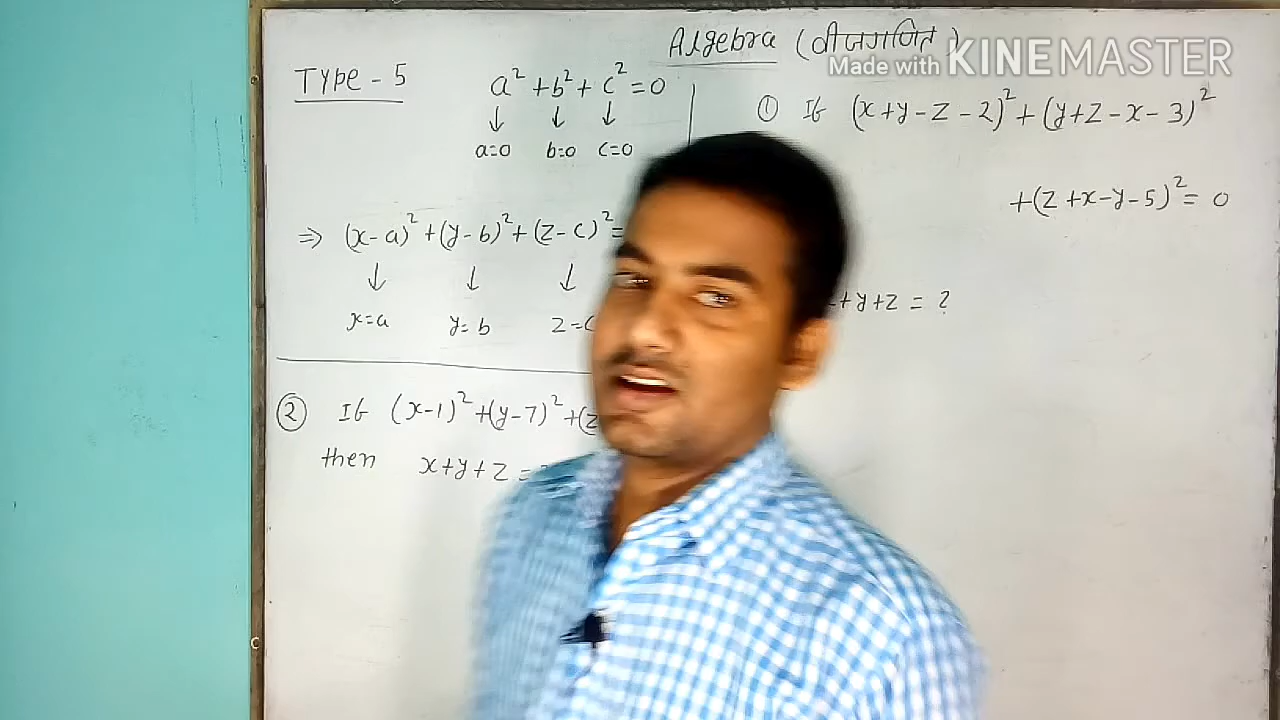 Algebra (बीजगणित)
Made with KINEMASTER
TYPE - 5
a² + b² + c² = 0
↓ ↓ ↓
a=0 b=0 c=0
⇒ (x-a)² + (y-b)² + (z-c)² =
↓ ↓ ↓
x=a y=b z=c
② If (x-1)² + (y-7)² + (z
then x+y+z =
① If (x+y-z-2)² + (y+z-x-3)²
+(z+x-y-5)² = 0
+y+z = ?